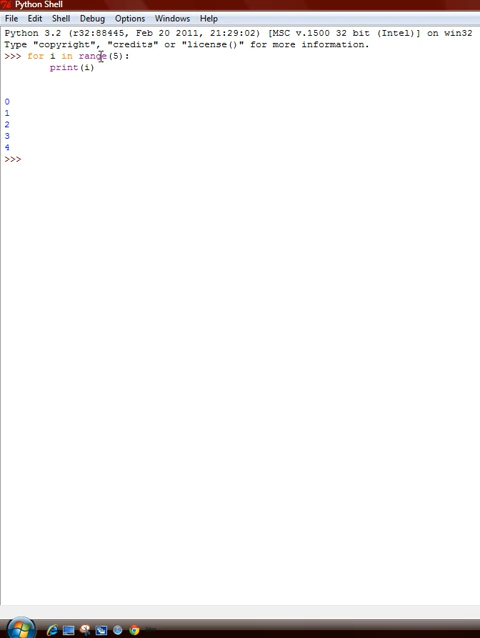 Python Shell
File Edit Shell Debug Options Windows Help
Python 3.2 (r32:88445, Feb 20 2011, 21:29:02) [MSC v.1500 32 bit (Intel)] on win32
Type "copyright", "credits" or "license()" for more information.
>>> for i in range(5):
print(i)
0
1
2
3
4
>>>